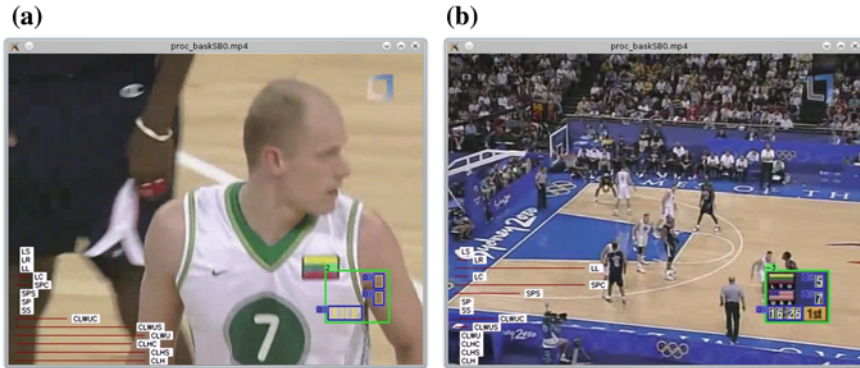 (a)
(b)
proc_baskSB0.mp4
proc_baskSB0.mp4
LS
LR
LL
LC
SPC
SPS
SP
SS
CLWUC
CLWUS
CLWU
CLHC
CLHS
CLH
2
7
LS
LR
LL
LC
SPC
SPS
SP
SS
CLWUC
CLWUS
CLWU
CLHC
CLHS
CLH
Sydney 2000
5
7
16:26 1st